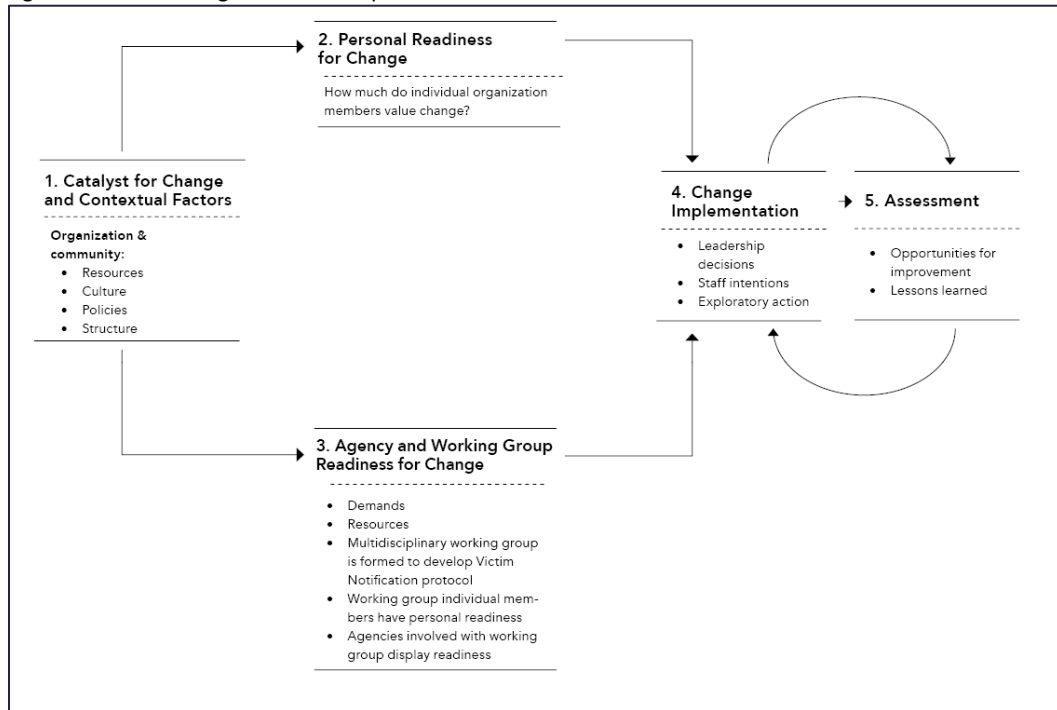 2. Personal Readiness
for Change
How much do individual organization
members value change?
1. Catalyst for Change
and Contextual Factors
Organization &
community:
• Resources
• Culture
• Policies
• Structure
4. Change
Implementation
• Leadership
decisions
• Staff intentions
• Exploratory action
5. Assessment
• Opportunities for
improvement
• Lessons learned
3. Agency and Working Group
Readiness for Change
• Demands
• Resources
• Multidisciplinary working group
is formed to develop Victim
Notification protocol
• Working group individual mem-
bers have personal readiness
• Agencies involved with working
group display readiness